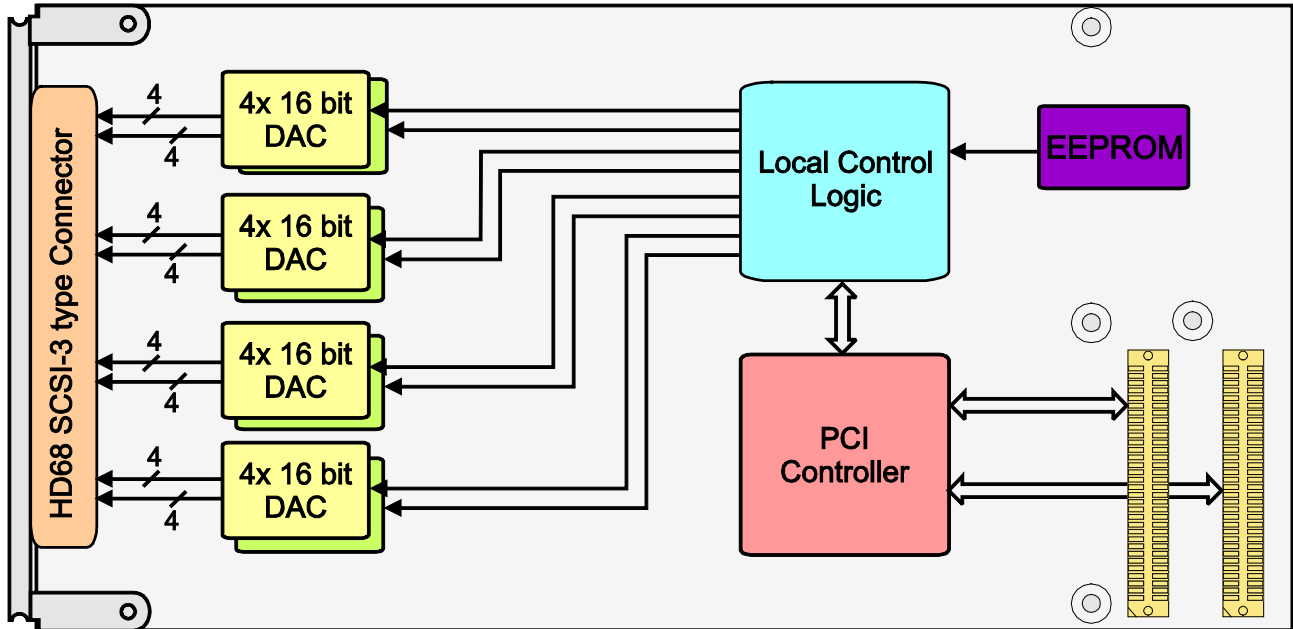 4
4x 16 bit
DAC
4
Local Control
Logic
EEPROM
HD68 SCSI-3 type Connector
4
4x 16 bit
DAC
4
4
4x 16 bit
DAC
4
PCI
Controller
4
4x 16 bit
DAC
4